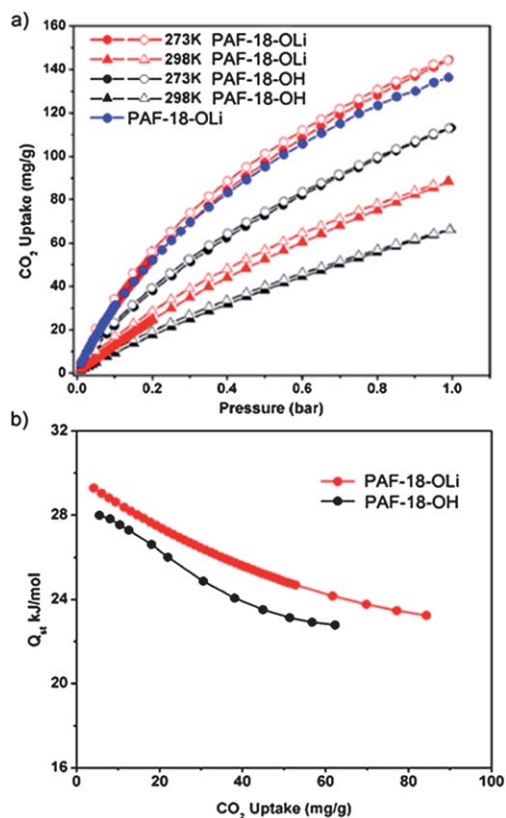 a)
160
140
120
100
80
60
40
20
0
CO2 Uptake (mg/g)
273K PAF-18-OLi
298K PAF-18-OLi
273K PAF-18-OH
298K PAF-18-OH
PAF-18-OLi
0.0 0.2 0.4 0.6 0.8 1.0
Pressure (bar)
b)
32
28
24
20
16
Qst kJ/mol
PAF-18-OLi
PAF-18-OH
0 20 40 60 80 100
CO2 Uptake (mg/g)